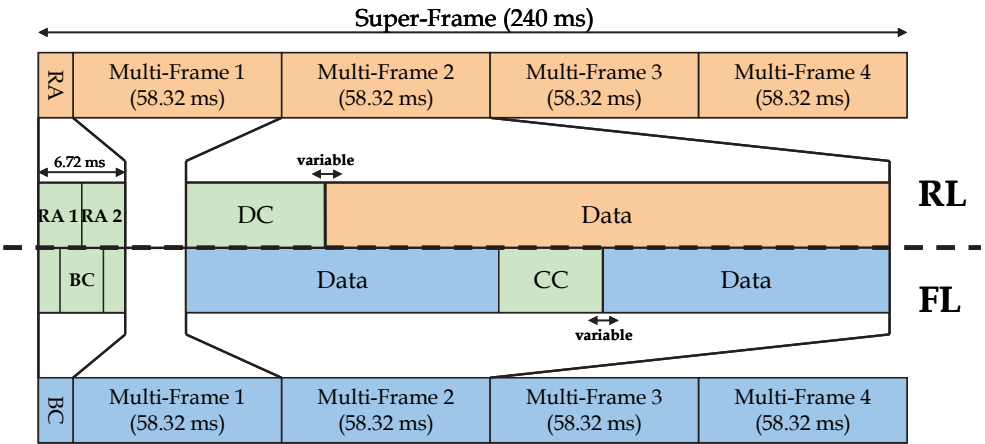 Super-Frame (240 ms)
RA
Multi-Frame 1
(58.32 ms)
Multi-Frame 2
(58.32 ms)
Multi-Frame 3
(58.32 ms)
Multi-Frame 4
(58.32 ms)
6.72 ms
variable
RA 1
RA 2
DC
Data
RL
BC
Data
CC
Data
FL
variable
BC
Multi-Frame 1
(58.32 ms)
Multi-Frame 2
(58.32 ms)
Multi-Frame 3
(58.32 ms)
Multi-Frame 4
(58.32 ms)